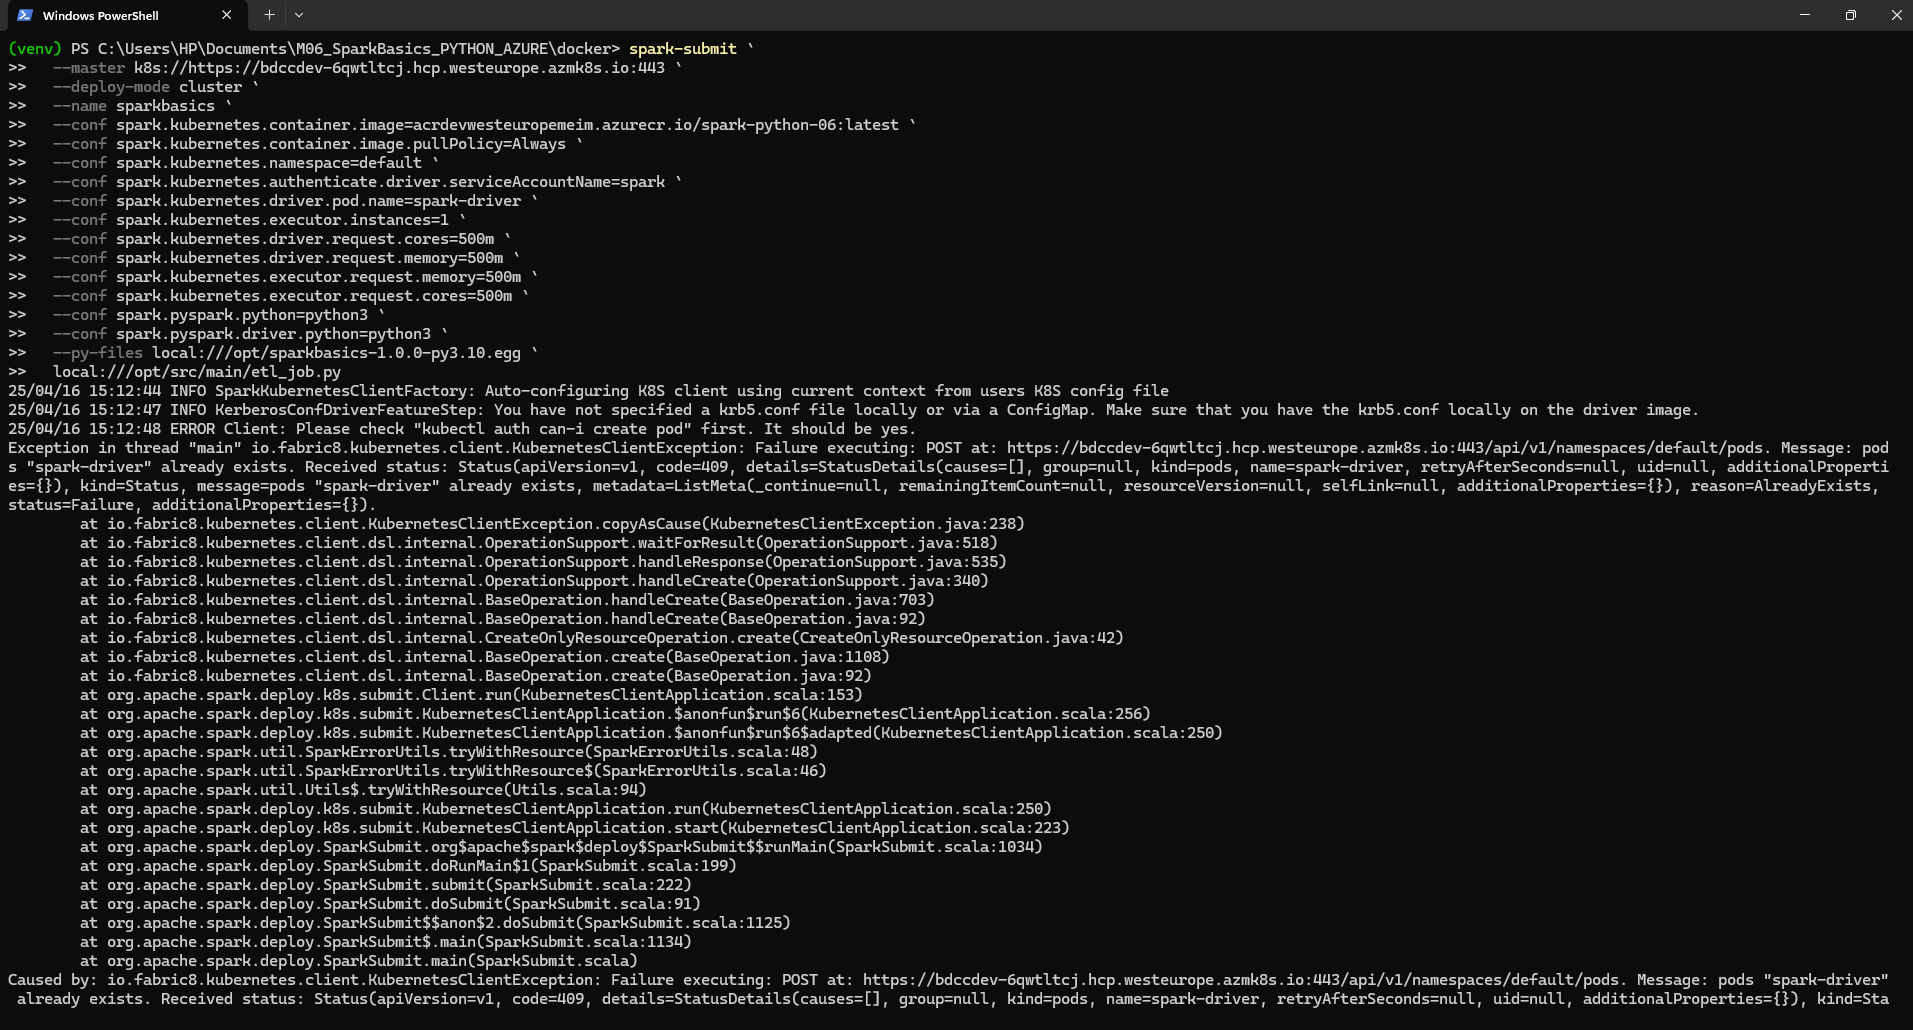 Windows PowerShell
(venv) PS C:\Users\HP\Documents\M06_SparkBasics_PYTHON_AZURE\docker> spark-submit `
>>   --master k8s://https://bdccdev-6qwtltcj.hcp.westeurope.azmk8s.io:443 `
>>   --deploy-mode cluster `
>>   --name sparkbasics `
>>   --conf spark.kubernetes.container.image=acrdevwesteuropemeim.azurecr.io/spark-python-06:latest `
>>   --conf spark.kubernetes.container.image.pullPolicy=Always `
>>   --conf spark.kubernetes.namespace=default `
>>   --conf spark.kubernetes.authenticate.driver.serviceAccountName=spark `
>>   --conf spark.kubernetes.driver.pod.name=spark-driver `
>>   --conf spark.kubernetes.executor.instances=1 `
>>   --conf spark.kubernetes.driver.request.cores=500m `
>>   --conf spark.kubernetes.driver.request.memory=500m `
>>   --conf spark.kubernetes.executor.request.memory=500m `
>>   --conf spark.kubernetes.executor.request.cores=500m `
>>   --conf spark.pyspark.python=python3 `
>>   --conf spark.pyspark.driver.python=python3 `
>>   --py-files local:///opt/sparkbasics-1.0.0-py3.10.egg `
>>   local:///opt/src/main/etl_job.py
25/04/16 15:12:44 INFO SparkKubernetesClientFactory: Auto-configuring K8S client using current context from users K8S config file
25/04/16 15:12:47 INFO KerberosConfDriverFeatureStep: You have not specified a krb5.conf file locally or via a ConfigMap. Make sure that you have the krb5.conf locally on the driver image.
25/04/16 15:12:48 ERROR Client: Please check "kubectl auth can-i create pod" first. It should be yes.
Exception in thread "main" io.fabric8.kubernetes.client.KubernetesClientException: Failure executing: POST at: https://bdccdev-6qwtltcj.hcp.westeurope.azmk8s.io:443/api/v1/namespaces/default/pods. Message: pod
s "spark-driver" already exists. Received status: Status(apiVersion=v1, code=409, details=StatusDetails(causes=[], group=null, kind=pods, name=spark-driver, retryAfterSeconds=null, uid=null, additionalProperti
es={}), kind=Status, message=pods "spark-driver" already exists, metadata=ListMeta(_continue=null, remainingItemCount=null, resourceVersion=null, selfLink=null, additionalProperties={}), reason=AlreadyExists,
status=Failure, additionalProperties={}).
        at io.fabric8.kubernetes.client.KubernetesClientException.copyAsCause(KubernetesClientException.java:238)
        at io.fabric8.kubernetes.client.dsl.internal.OperationSupport.waitForResult(OperationSupport.java:518)
        at io.fabric8.kubernetes.client.dsl.internal.OperationSupport.handleResponse(OperationSupport.java:535)
        at io.fabric8.kubernetes.client.dsl.internal.OperationSupport.handleCreate(OperationSupport.java:340)
        at io.fabric8.kubernetes.client.dsl.internal.BaseOperation.handleCreate(BaseOperation.java:703)
        at io.fabric8.kubernetes.client.dsl.internal.BaseOperation.handleCreate(BaseOperation.java:92)
        at io.fabric8.kubernetes.client.dsl.internal.CreateOnlyResourceOperation.create(CreateOnlyResourceOperation.java:42)
        at io.fabric8.kubernetes.client.dsl.internal.BaseOperation.create(BaseOperation.java:1108)
        at io.fabric8.kubernetes.client.dsl.internal.BaseOperation.create(BaseOperation.java:92)
        at org.apache.spark.deploy.k8s.submit.Client.run(KubernetesClientApplication.scala:153)
        at org.apache.spark.deploy.k8s.submit.KubernetesClientApplication.$anonfun$run$6(KubernetesClientApplication.scala:256)
        at org.apache.spark.deploy.k8s.submit.KubernetesClientApplication.$anonfun$run$6$adapted(KubernetesClientApplication.scala:250)
        at org.apache.spark.util.SparkErrorUtils.tryWithResource(SparkErrorUtils.scala:48)
        at org.apache.spark.util.SparkErrorUtils.tryWithResource$(SparkErrorUtils.scala:46)
        at org.apache.spark.util.Utils$.tryWithResource(Utils.scala:94)
        at org.apache.spark.deploy.k8s.submit.KubernetesClientApplication.run(KubernetesClientApplication.scala:250)
        at org.apache.spark.deploy.k8s.submit.KubernetesClientApplication.start(KubernetesClientApplication.scala:223)
        at org.apache.spark.deploy.SparkSubmit.org$apache$spark$deploy$SparkSubmit$$runMain(SparkSubmit.scala:1034)
        at org.apache.spark.deploy.SparkSubmit.doRunMain$1(SparkSubmit.scala:199)
        at org.apache.spark.deploy.SparkSubmit.submit(SparkSubmit.scala:222)
        at org.apache.spark.deploy.SparkSubmit.doSubmit(SparkSubmit.scala:91)
        at org.apache.spark.deploy.SparkSubmit$$anon$2.doSubmit(SparkSubmit.scala:1125)
        at org.apache.spark.deploy.SparkSubmit$.main(SparkSubmit.scala:1134)
        at org.apache.spark.deploy.SparkSubmit.main(SparkSubmit.scala)
Caused by: io.fabric8.kubernetes.client.KubernetesClientException: Failure executing: POST at: https://bdccdev-6qwtltcj.hcp.westeurope.azmk8s.io:443/api/v1/namespaces/default/pods. Message: pods "spark-driver"
 already exists. Received status: Status(apiVersion=v1, code=409, details=StatusDetails(causes=[], group=null, kind=pods, name=spark-driver, retryAfterSeconds=null, uid=null, additionalProperties={}), kind=Sta